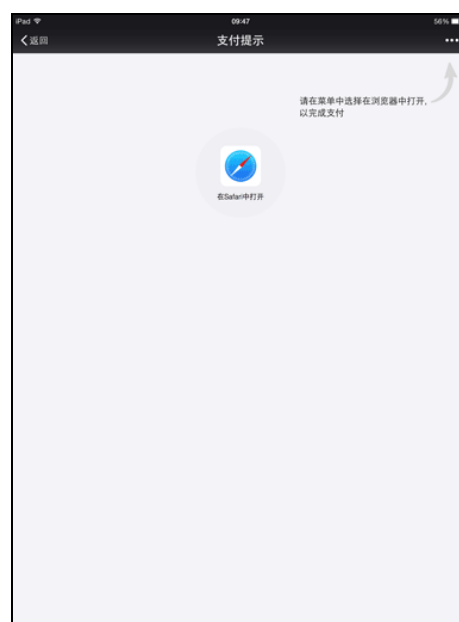 iPad
09:47
56%
返回
支付提示
请在菜单中选择在浏览器中打开,
以完成支付
在Safari中打开